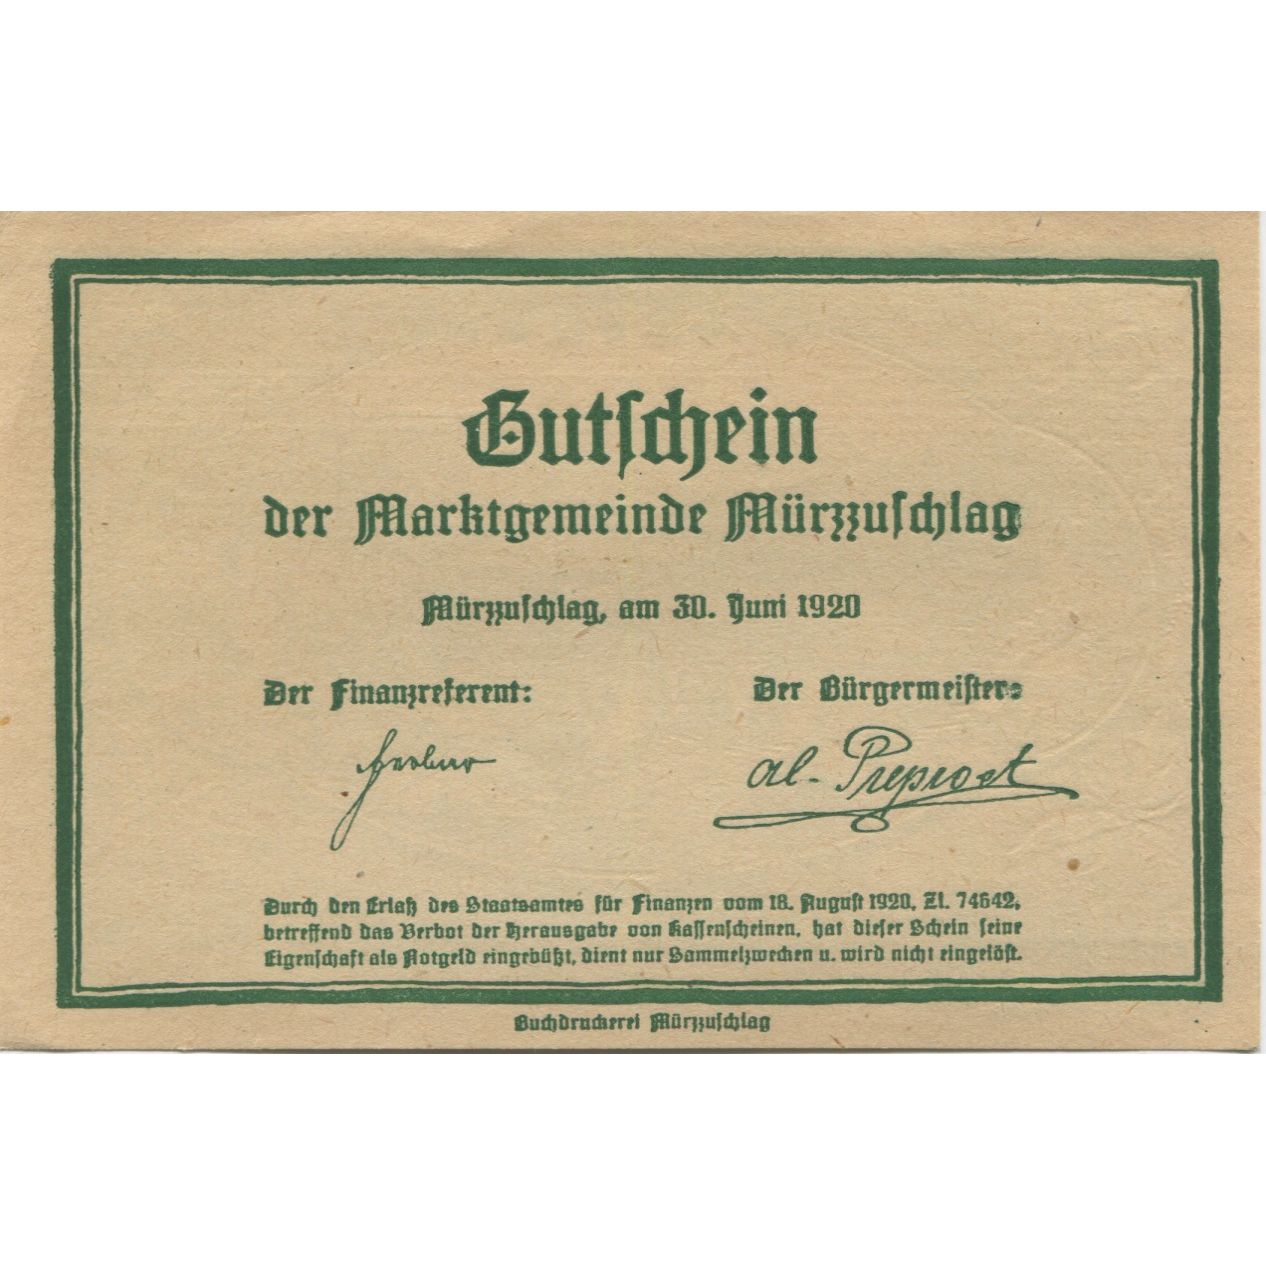 Gutschein
der Marktgemeinde Mürzzuschlag
Mürzzuschlag, am 30. Juni 1920
Der Finanzreferent:
Der Bürgermeister:
al. Preprost
Durch den Erlaß des Staatsamtes für Finanzen vom 18. August 1920, Zl. 74642,
betreffend das Verbot der Herausgabe von Kassenscheinen, hat dieser Schein seine
Eigenschaft als Notgeld eingebüßt, dient nur Sammelzwecken u. wird nicht eingelöst.
Buchdruckerei Mürzzuschlag